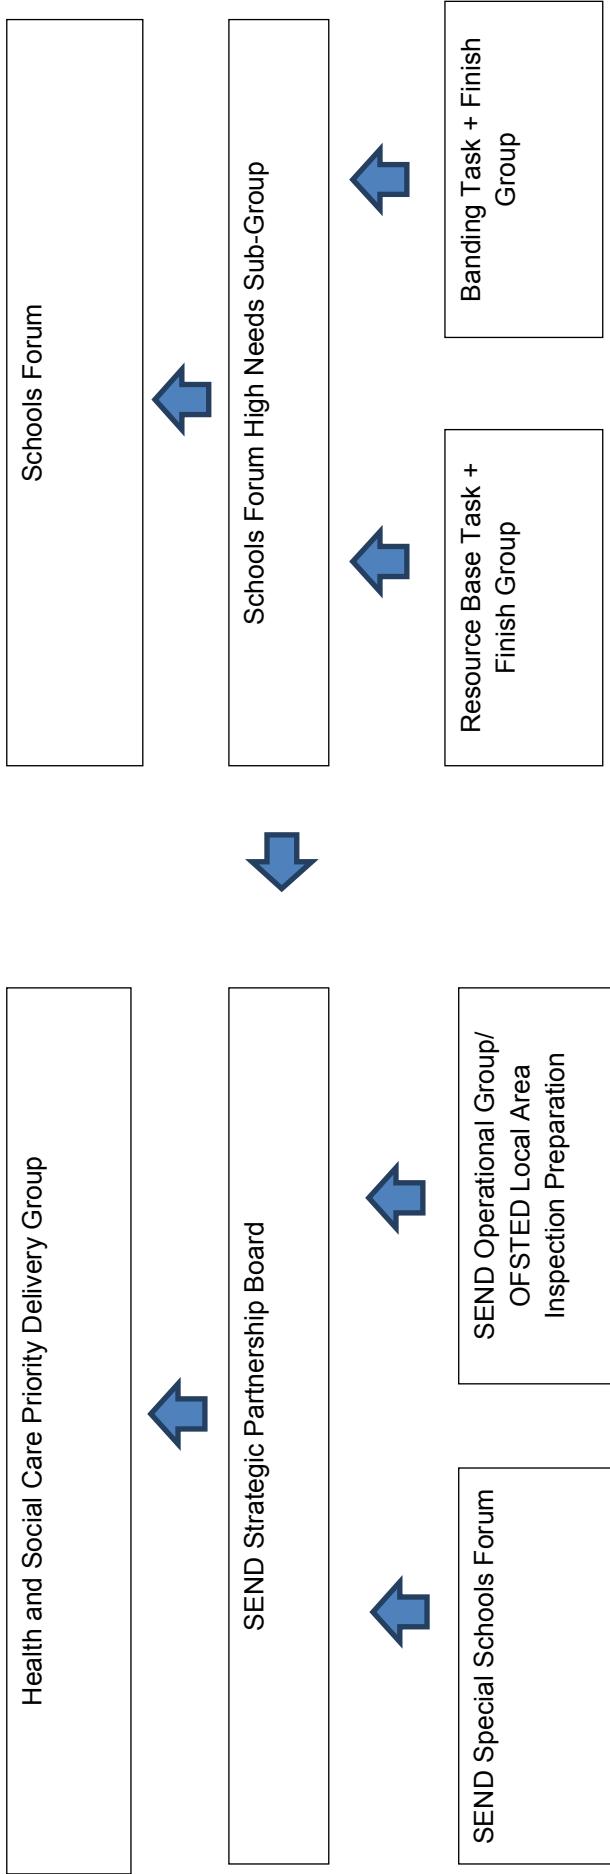 Health and Social Care Priority Delivery Group
Schools Forum
SEND Strategic Partnership Board
Schools Forum High Needs Sub-Group
SEND Special Schools Forum
SEND Operational Group/
OFSTED Local Area
Inspection Preparation
Resource Base Task +
Finish Group
Banding Task + Finish
Group